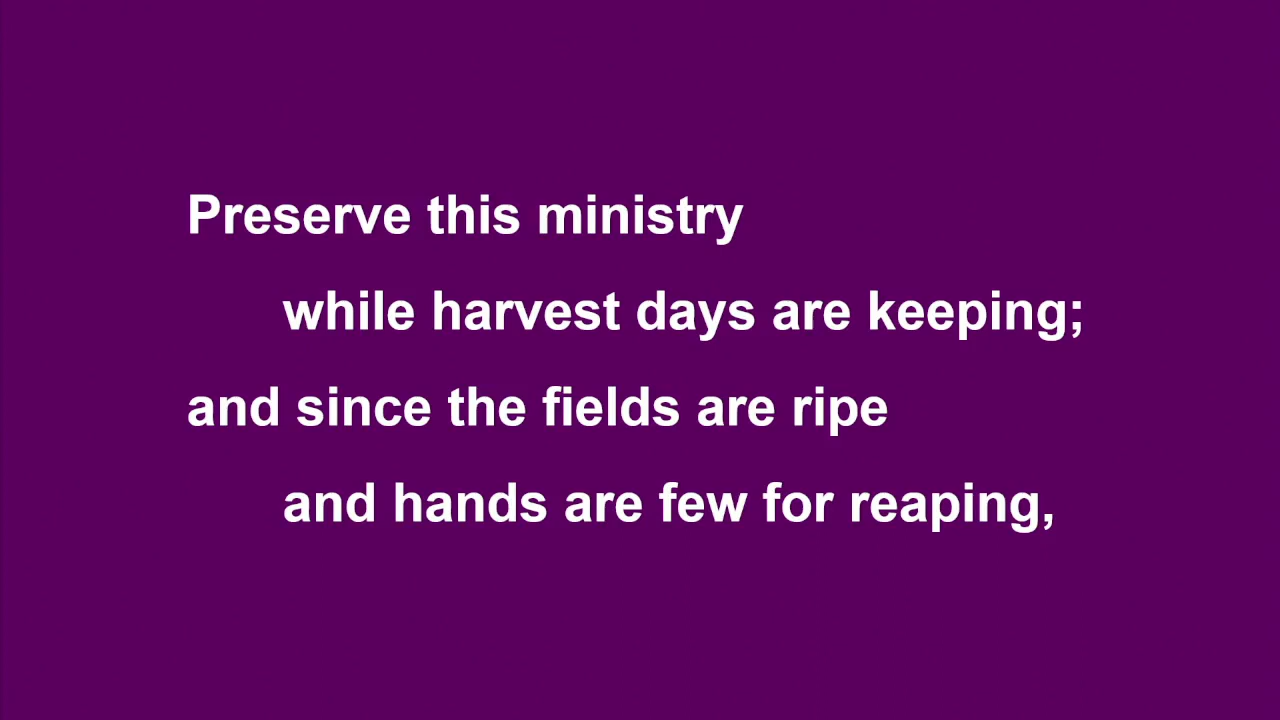 Preserve this ministry
while harvest days are keeping;
and since the fields are ripe
and hands are few for reaping,